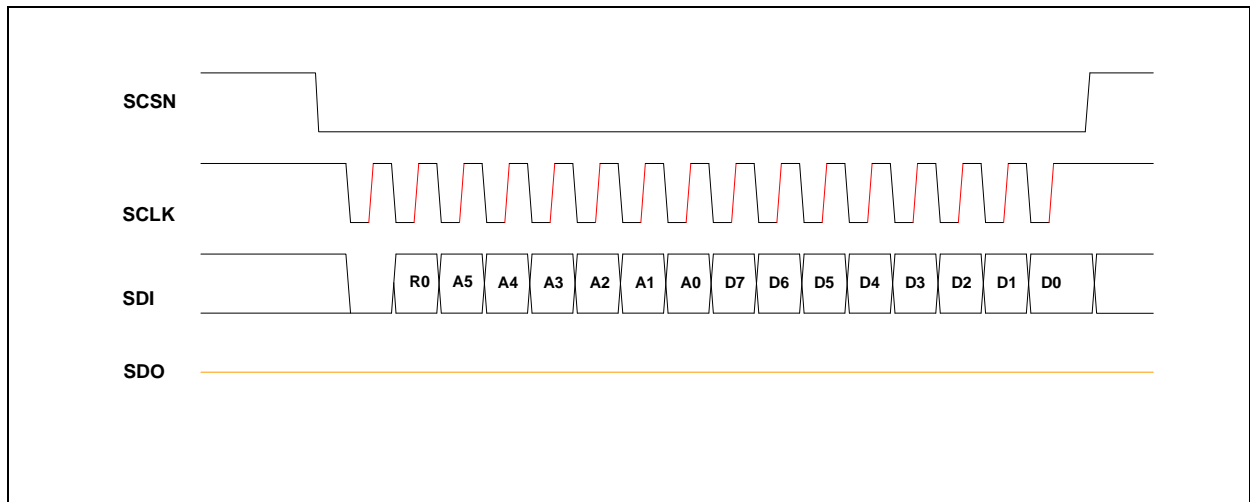 SCSN
SCLK
SDI
R0 A5 A4 A3 A2 A1 A0 D7 D6 D5 D4 D3 D2 D1 D0
SDO